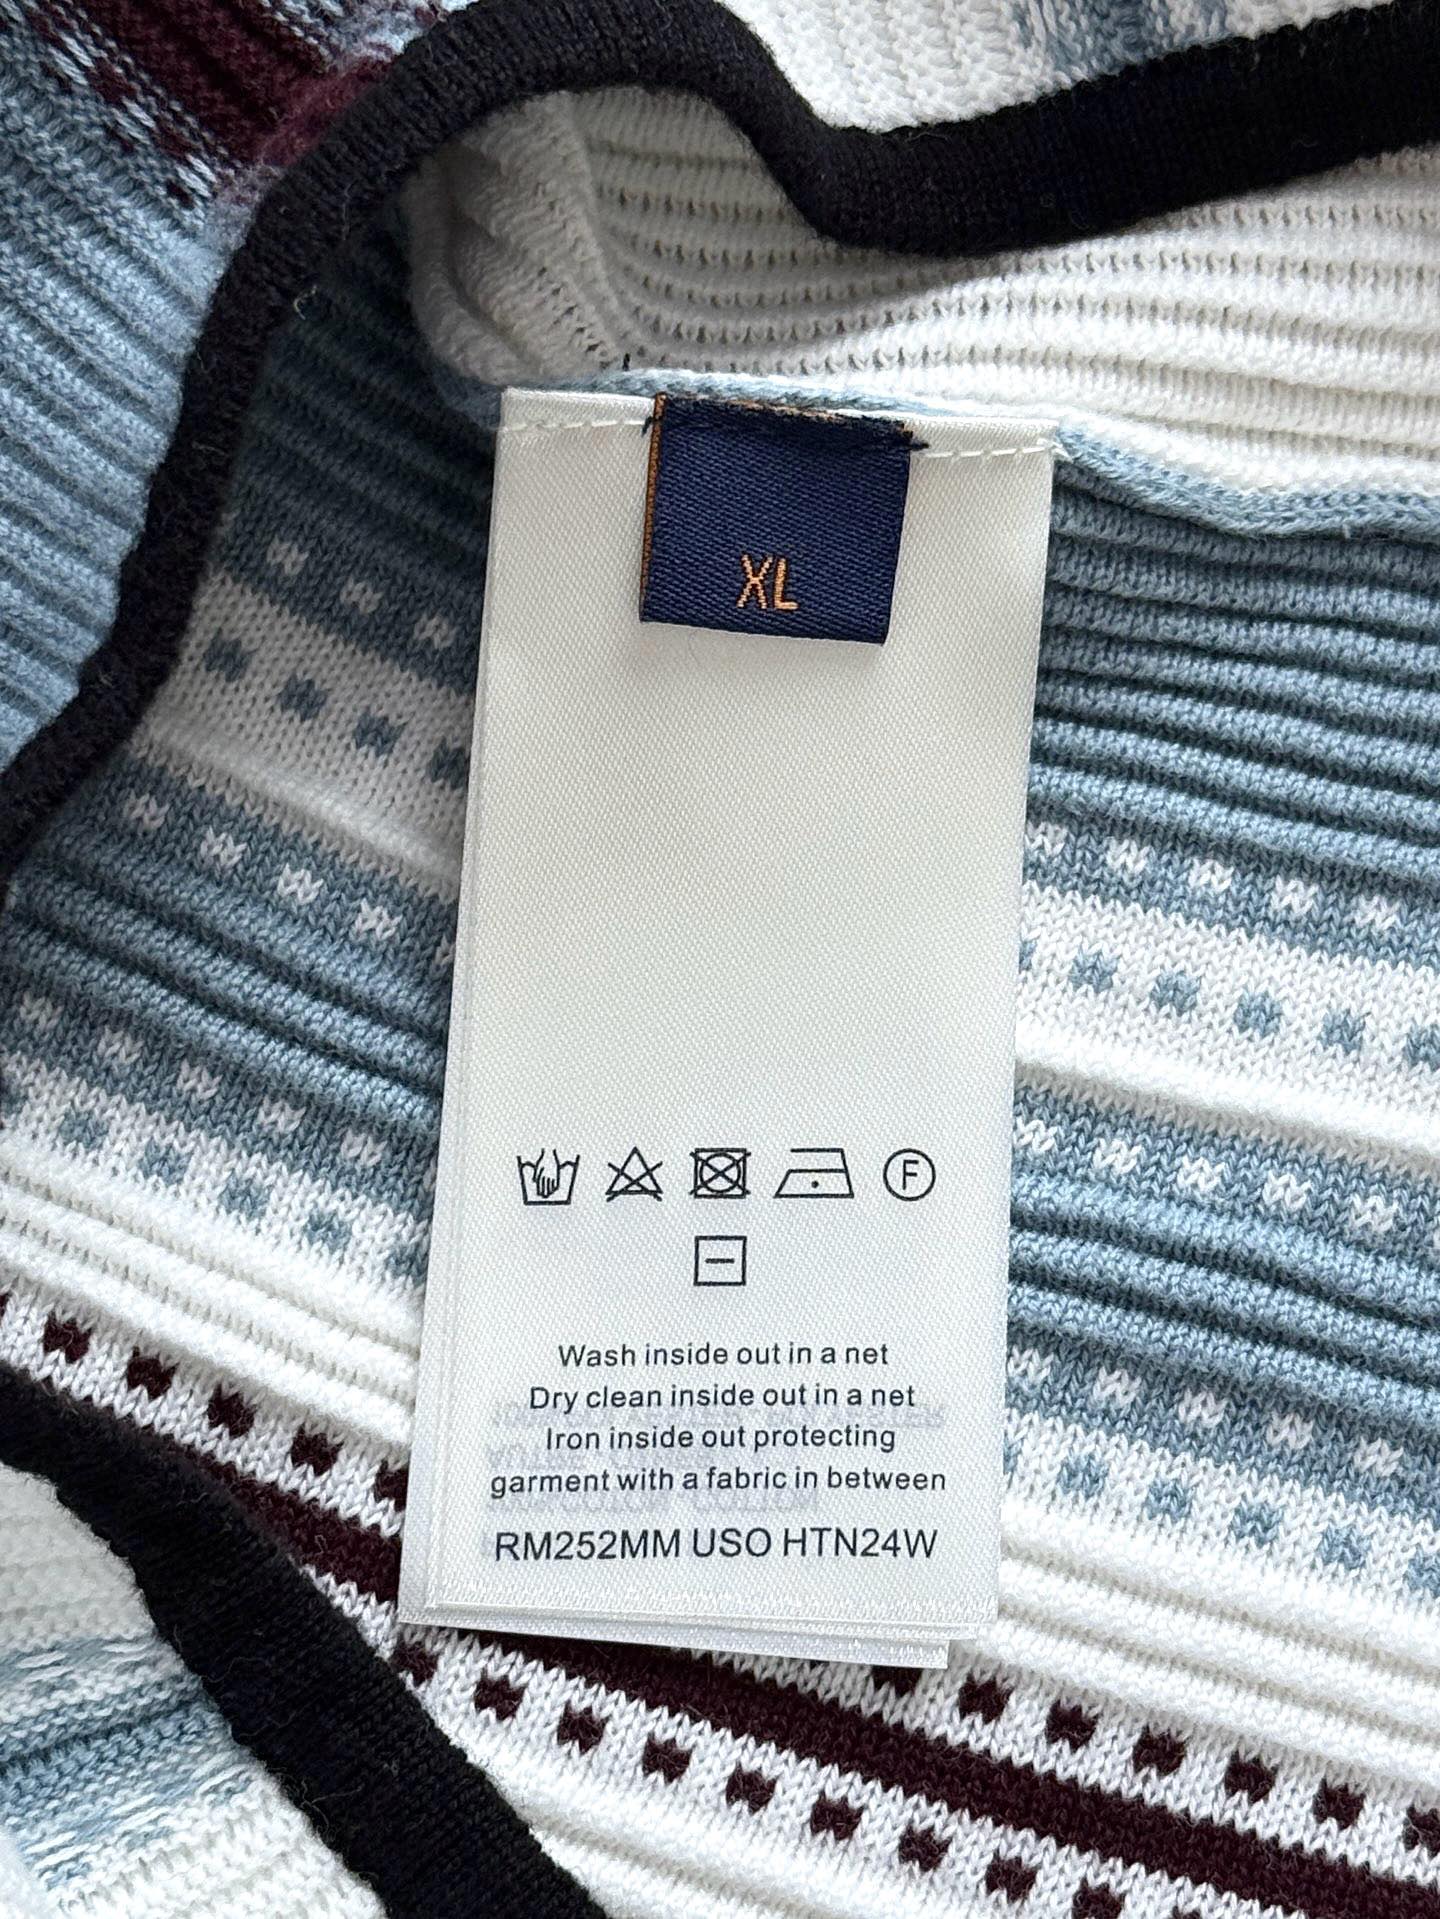 XL
F
Wash inside out in a net
Dry clean inside out in a net
Iron inside out protecting
garment with a fabric in between
RM252MM USO HTN24W